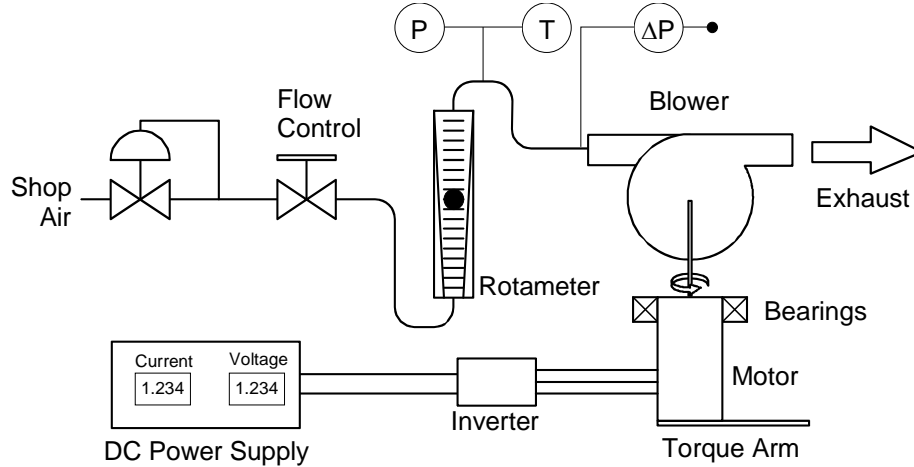 P
T
ΔP
Flow
Control
Blower
Shop
Air
Exhaust
Rotameter
Bearings
Current
Voltage
1.234
1.234
Motor
Inverter
DC Power Supply
Torque Arm